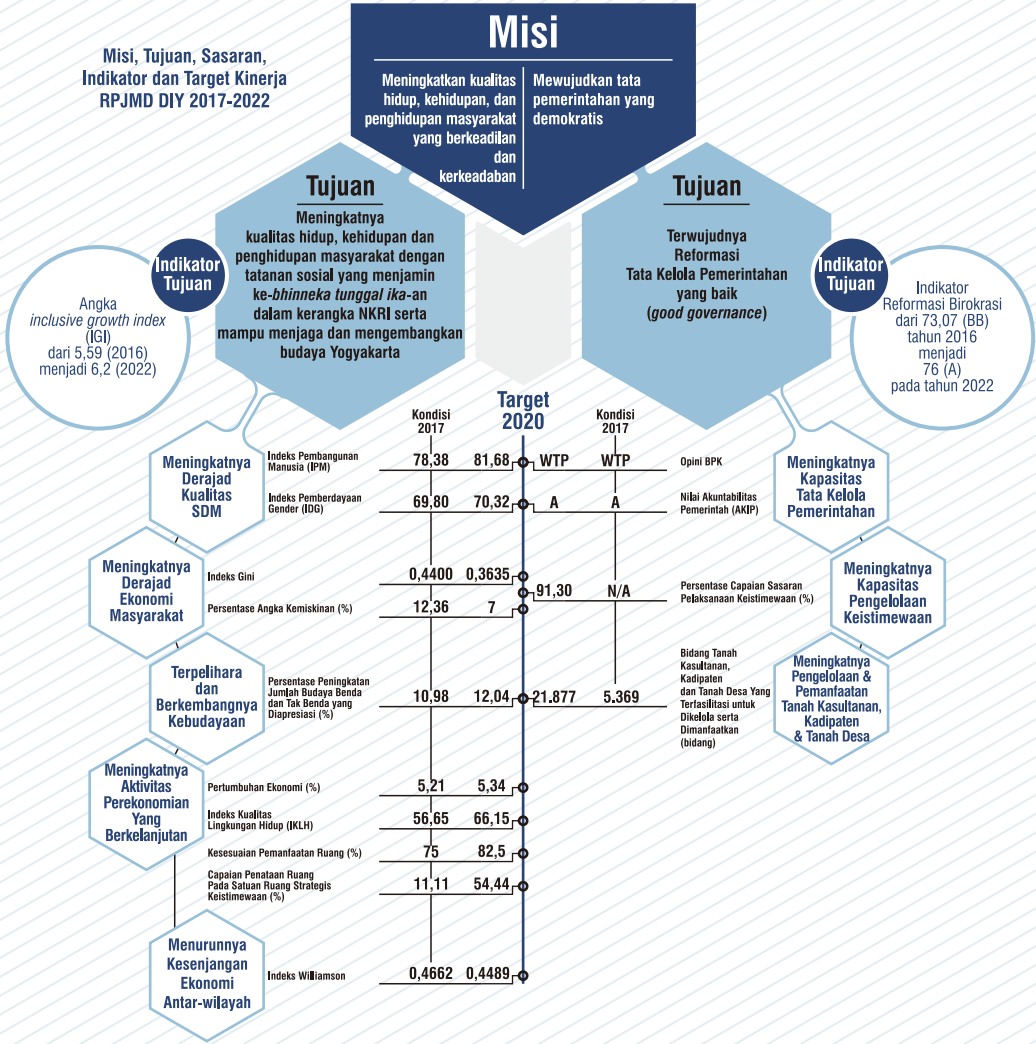 Misi, Tujuan, Sasaran,
Indikator dan Target Kinerja
RPJMD DIY 2017-2022
Misi
Meningkatkan kualitas
hidup, kehidupan, dan
penghidupan masyarakat
yang berkeadilan
dan
kerkeadaban
Mewujudkan tata
pemerintahan yang
demokratis
Tujuan
Meningkatnya
kualitas hidup, kehidupan dan
penghidupan masyarakat dengan
tatanan sosial yang menjamin
ke-bhinneka tunggal ika-an
dalam kerangka NKRI serta
mampu menjaga dan mengembangkan
budaya Yogyakarta
Indikator
Tujuan
Angka
inclusive growth index
(IGI)
dari 5,59 (2016)
menjadi 6,2 (2022)
Tujuan
Terwujudnya
Reformasi
Tata Kelola Pemerintahan
yang baik
(good governance)
Indikator
Tujuan
Indikator
Reformasi Birokrasi
dari 73,07 (BB)
tahun 2016
menjadi
76 (A)
pada tahun 2022
Kondisi
2017
Target
2020
Kondisi
2017
Meningkatnya
Derajad
Kualitas
SDM
Indeks Pembangunan
Manusia (IPM)
78,38 81,68
Indeks Pemberdayaan
Gender (IDG)
69,80 70,32
Meningkatnya
Derajad
Ekonomi
Masyarakat
Indeks Gini
0,4400 0,3635
Persentase Angka Kemiskinan (%)
12,36 7
Terpelihara
dan
Berkembangnya
Kebudayaan
Persentase Peningkatan
Jumlah Budaya Benda
dan Tak Benda yang
Diapresiasi (%)
10,98 12,04
Meningkatnya
Aktivitas
Perekonomian
Yang
Berkelanjutan
Pertumbuhan Ekonomi (%)
5,21 5,34
Indeks Kualitas
Lingkungan Hidup (IKLH)
56,65 66,15
Kesesuaian Pemanfaatan Ruang (%)
75 82,5
Capaian Penataan Ruang
Pada Satuan Ruang Strategis
Keistimewaan (%)
11,11 54,44
Menurunnya
Kesenjangan
Ekonomi
Antar-wilayah
Indeks Williamson
0,4662 0,4489
WTP WTP
Opini BPK
A A
Nilai Akuntabilitas
Pemerintah (AKIP)
Meningkatnya
Kapasitas
Tata Kelola
Pemerintahan
91,30 N/A
Persentase Capaian Sasaran
Pelaksanaan Keistimewaan (%)
Meningkatnya
Kapasitas
Pengelolaan
Keistimewaan
21.877 5.369
Bidang Tanah
Kasultanan,
Kadipaten
dan Tanah Desa Yang
Terfasilitasi untuk
Dikelola serta
Dimanfaatkan
(bidang)
Meningkatnya
Pengelolaan &
Pemanfaatan
Tanah Kasultanan,
Kadipaten
& Tanah Desa